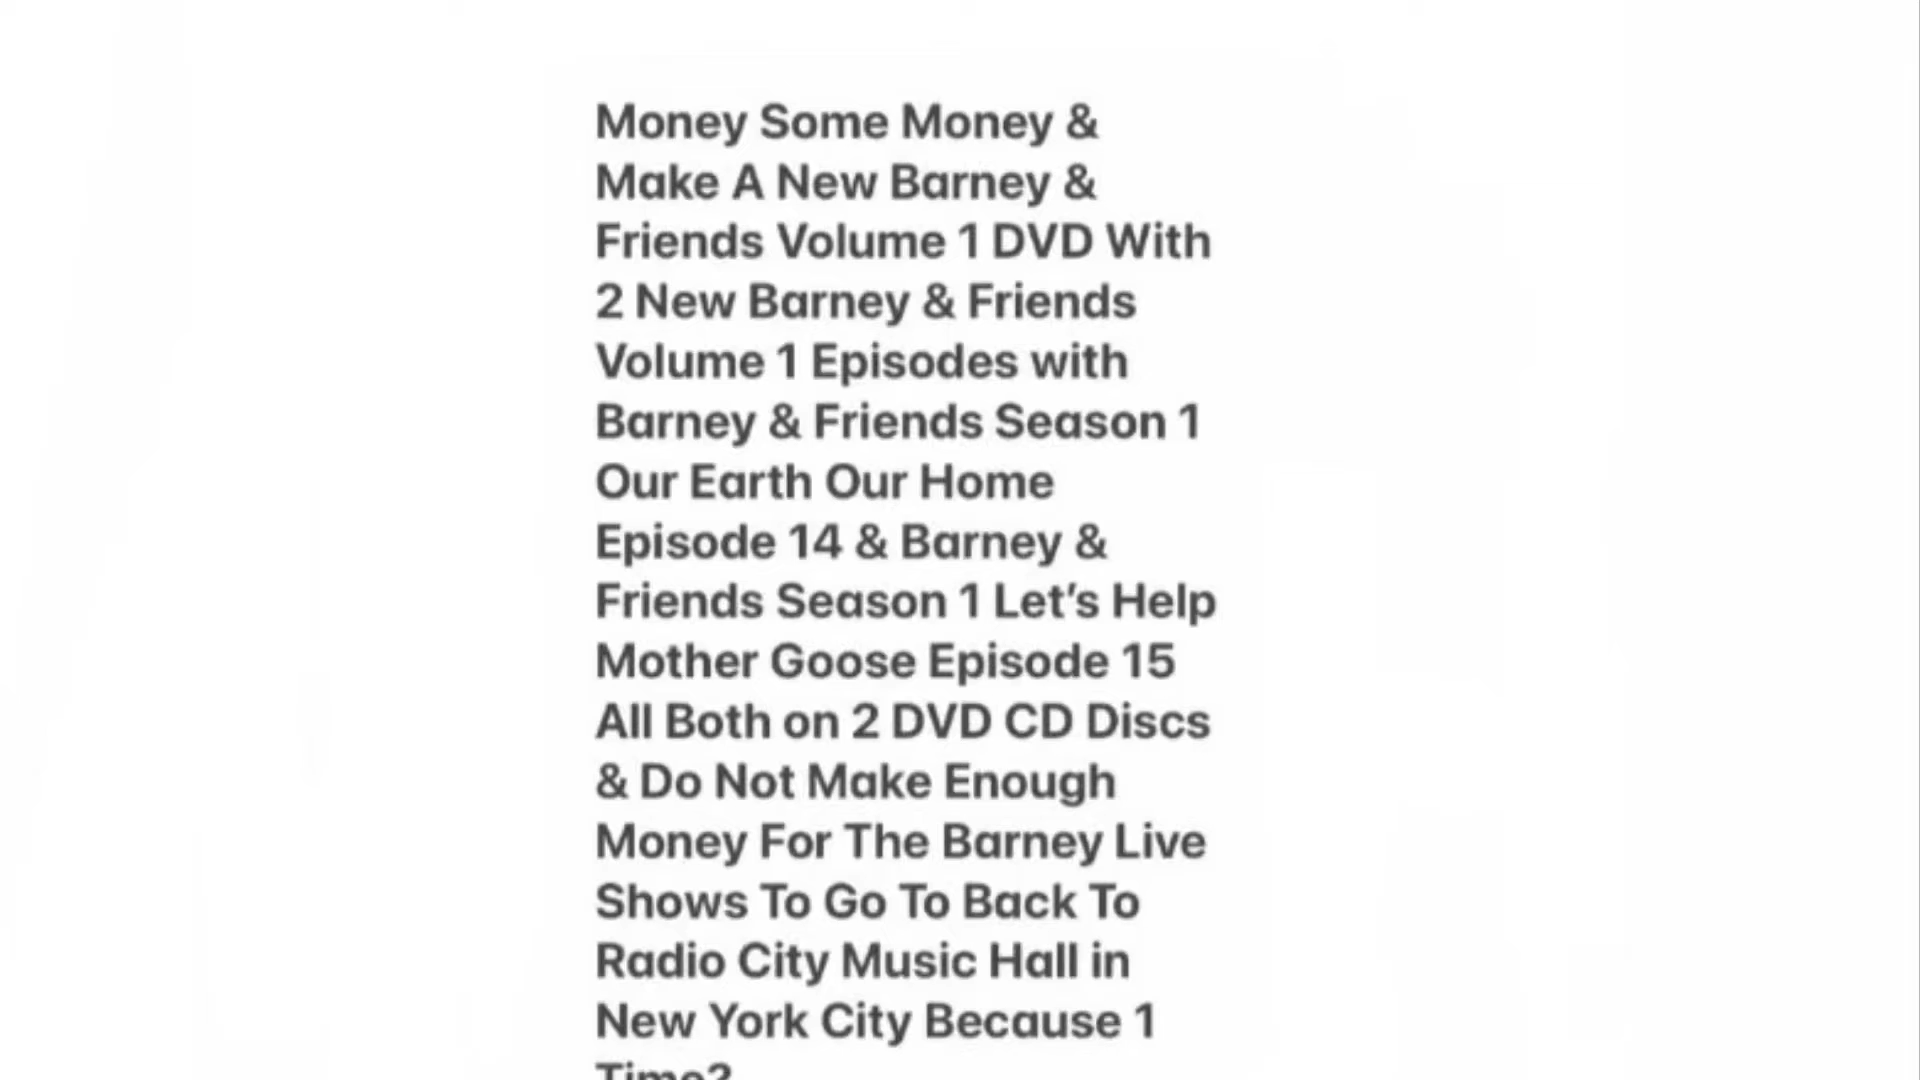 Money Some Money &
Make A New Barney &
Friends Volume 1 DVD With
2 New Barney & Friends
Volume 1 Episodes with
Barney & Friends Season 1
Our Earth Our Home
Episode 14 & Barney &
Friends Season 1 Let’s Help
Mother Goose Episode 15
All Both on 2 DVD CD Discs
& Do Not Make Enough
Money For The Barney Live
Shows To Go To Back To
Radio City Music Hall in
New York City Because 1
Time?